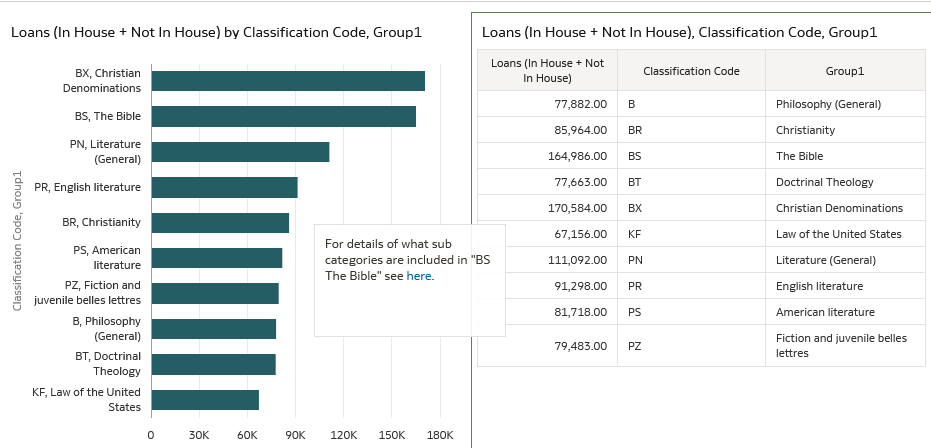 Loans (In House + Not In House) by Classification Code, Group1
Classification Code, Group1
BX, Christian
Denominations
BS, The Bible
PN, Literature
(General)
PR, English literature
BR, Christianity
PS, American
literature
PZ, Fiction and
juvenile belles lettres
B, Philosophy
(General)
BT, Doctrinal
Theology
KF, Law of the United
States
0 30K 60K 90K 120K 150K 180K
For details of what sub
categories are included in "BS
The Bible" see here.
Loans (In House + Not In House), Classification Code, Group1
Loans (In House + Not
In House) Classification Code Group1
77,882.00 B Philosophy (General)
85,964.00 BR Christianity
164,986.00 BS The Bible
77,663.00 BT Doctrinal Theology
170,584.00 BX Christian Denominations
67,156.00 KF Law of the United States
111,092.00 PN Literature (General)
91,298.00 PR English literature
81,718.00 PS American literature
79,483.00 PZ Fiction and juvenile belles
lettres